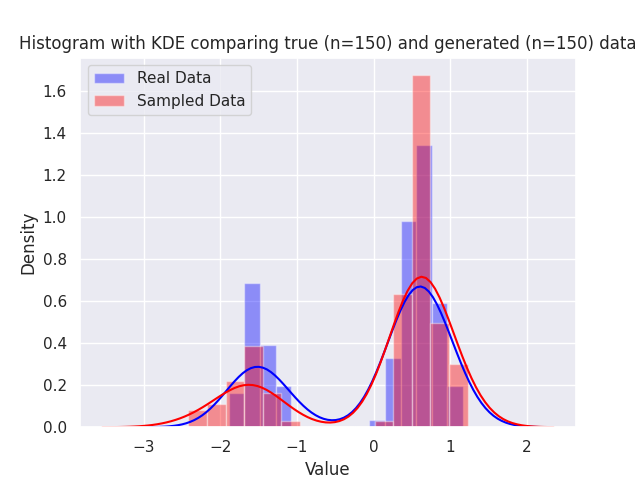 Histogram with KDE comparing true (n=150) and generated (n=150) data
Real Data
Sampled Data
Density
1.6
1.4
1.2
1.0
0.8
0.6
0.4
0.2
0.0
−3 −2 −1 0 1 2
Value